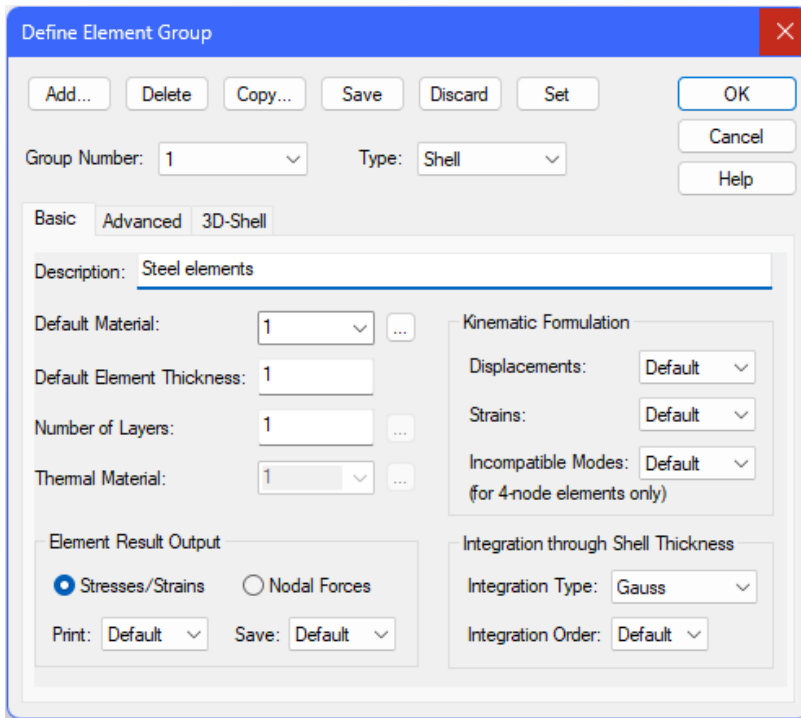 Define Element Group
Add... Delete Copy... Save Discard Set OK
Cancel
Group Number: 1 Type: Shell
Help
Basic Advanced 3D-Shell
Description: Steel elements
Default Material: 1 ... Kinematic Formulation
Displacements: Default
Default Element Thickness: 1
Strains: Default
Number of Layers: 1 ...
Incompatible Modes: Default
Thermal Material: 1 ...
(for 4-node elements only)
Element Result Output Integration through Shell Thickness
Stresses/Strains Nodal Forces Integration Type: Gauss
Print: Default Save: Default Integration Order: Default